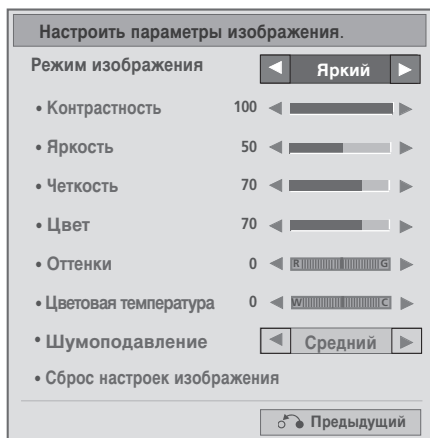 Настроить параметры изображения.
Режим изображения ◀ Яркий ▶
• Контрастность 100 ◀ ▶
• Яркость 50 ◀ ▶
• Четкость 70 ◀ ▶
• Цвет 70 ◀ ▶
• Оттенки 0 ◀ R G ▶
• Цветовая температура 0 ◀ W C ▶
• Шумоподавление ◀ Средний ▶
• Сброс настроек изображения
Предыдущий